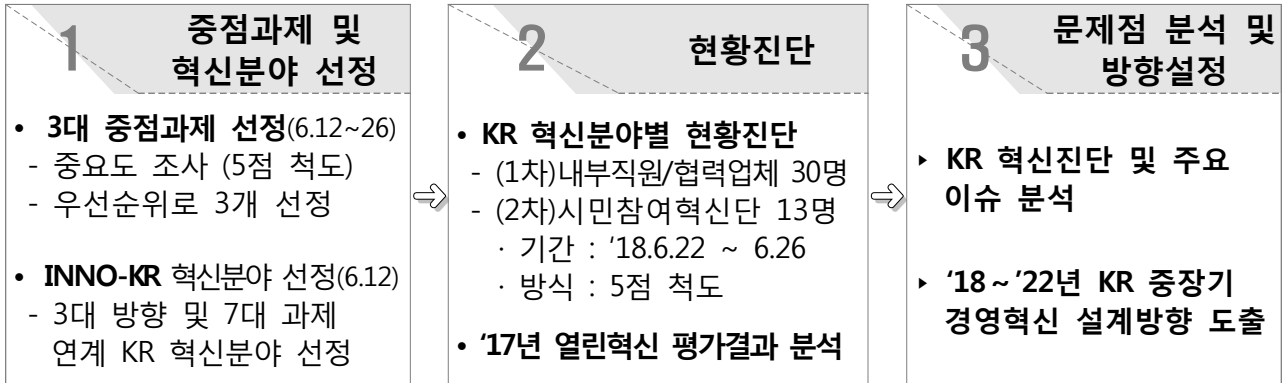 1
중점과제 및
혁신분야 선정
• 3대 중점과제 선정(6.12~26)
- 중요도 조사 (5점 척도)
- 우선순위로 3개 선정
• INNO-KR 혁신분야 선정(6.12)
- 3대 방향 및 7대 과제
연계 KR 혁신분야 선정
⇨
2
현황진단
• KR 혁신분야별 현황진단
- (1차)내부직원/협력업체 30명
- (2차)시민참여혁신단 13명
· 기간 : '18.6.22 ~ 6.26
· 방식 : 5점 척도
• '17년 열린혁신 평가결과 분석
⇨
3
문제점 분석 및
방향설정
▸ KR 혁신진단 및 주요
이슈 분석
▸ '18~'22년 KR 중장기
경영혁신 설계방향 도출